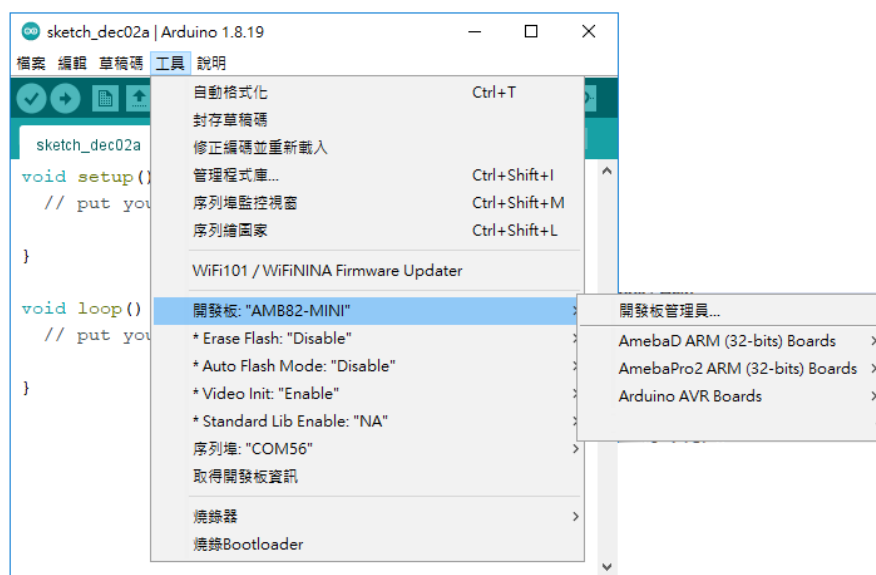 sketch_dec02a | Arduino 1.8.19
檔案 編輯 草稿碼 工具 說明
自動格式化 Ctrl+T
封存草稿碼
sketch_dec02a
修正編碼並重新載入
void setup()
管理程式庫... Ctrl+Shift+I
// put you
序列埠監控視窗 Ctrl+Shift+M
序列繪圖家 Ctrl+Shift+L
}
WiFi101 / WiFiNINA Firmware Updater
void loop()
開發板: "AMB82-MINI"
開發板管理員...
// put you
* Erase Flash: "Disable"
AmebaD ARM (32-bits) Boards
* Auto Flash Mode: "Disable"
AmebaPro2 ARM (32-bits) Boards
}
* Video Init: "Enable"
Arduino AVR Boards
* Standard Lib Enable: "NA"
序列埠: "COM56"
取得開發板資訊
燒錄器
燒錄Bootloader